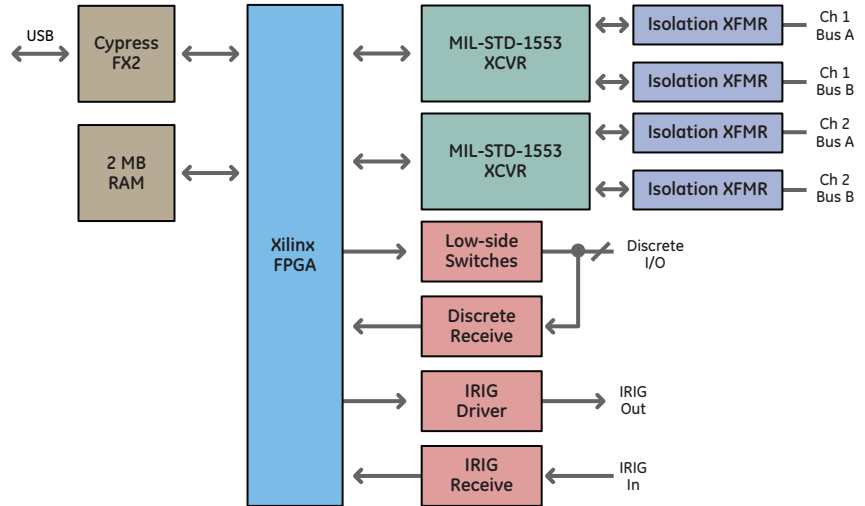 USB
Cypress
FX2
2 MB
RAM
Xilinx
FPGA
MIL-STD-1553
XCVR
Isolation XFMR
Ch 1
Bus A
Isolation XFMR
Ch 1
Bus B
MIL-STD-1553
XCVR
Isolation XFMR
Ch 2
Bus A
Isolation XFMR
Ch 2
Bus B
Low-side
Switches
Discrete
I/O
Discrete
Receive
IRIG
Driver
IRIG
Out
IRIG
Receive
IRIG
In